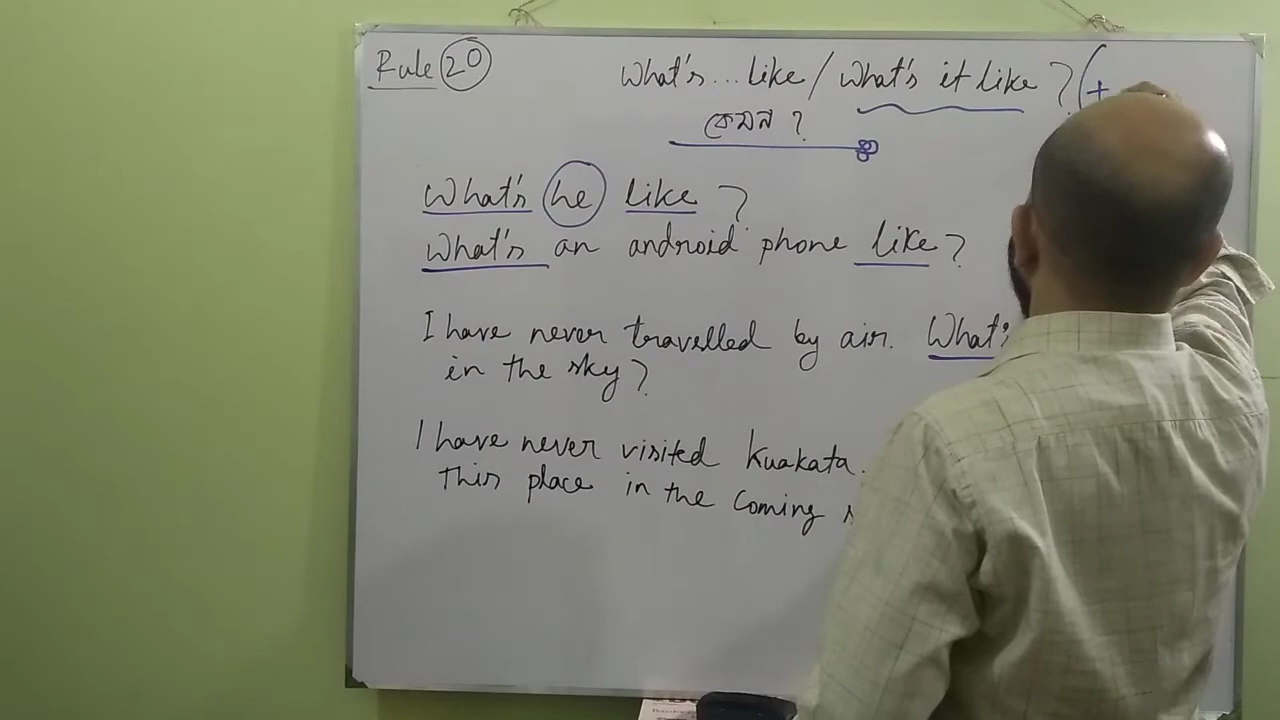 Rule 20
What's... like / What's it like ? ( +
কেমন ?
What's he like ?
What's an android phone like ?
I have never travelled by air. What's
in the sky ?
I have never visited Kuakata.
This place in the coming